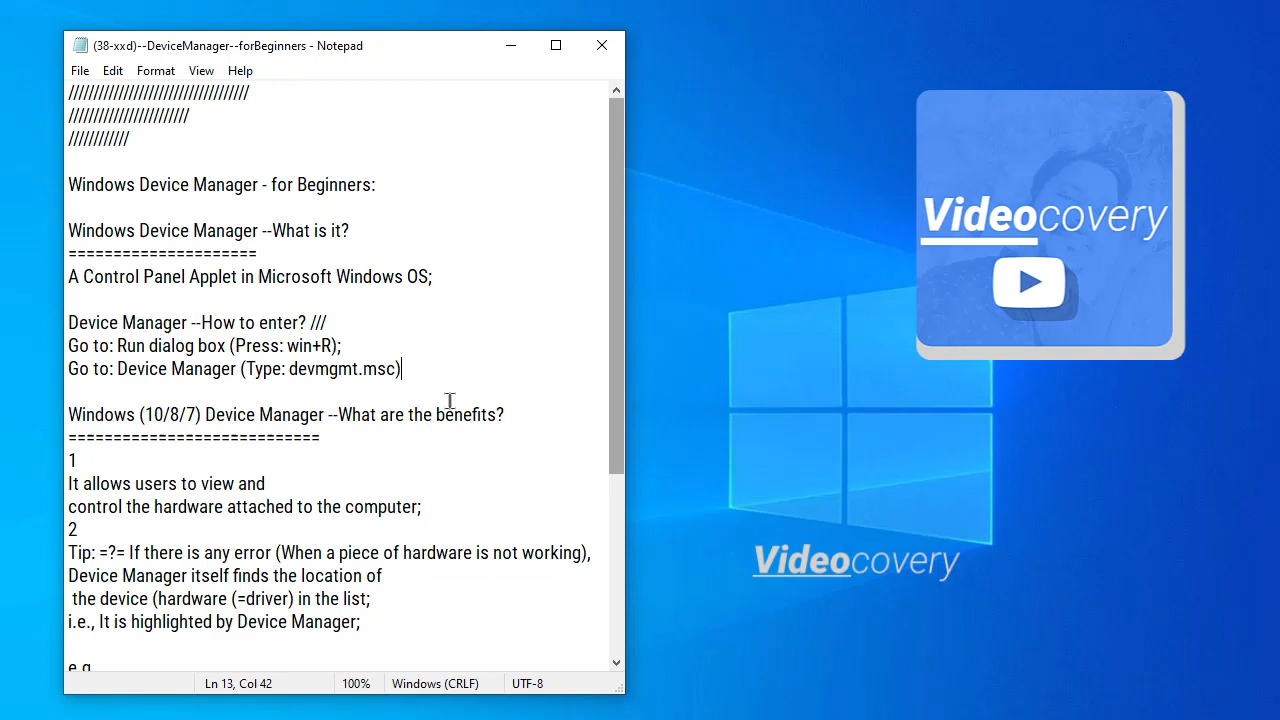 (38-xxd)--DeviceManager--forBeginners - Notepad
File Edit Format View Help
////////////////////////////////////
////////////////////////
////////////
Windows Device Manager - for Beginners:
Windows Device Manager --What is it?
=====================
A Control Panel Applet in Microsoft Windows OS;
Device Manager --How to enter? ///
Go to: Run dialog box (Press: win+R);
Go to: Device Manager (Type: devmgmt.msc)
Windows (10/8/7) Device Manager --What are the benefits?
============================
1
It allows users to view and
control the hardware attached to the computer;
2
Tip: =?= If there is any error (When a piece of hardware is not working),
Device Manager itself finds the location of
the device (hardware (=driver) in the list;
i.e., It is highlighted by Device Manager;
e.g
Ln 13, Col 42 100% Windows (CRLF) UTF-8
Videocovery
Videocovery